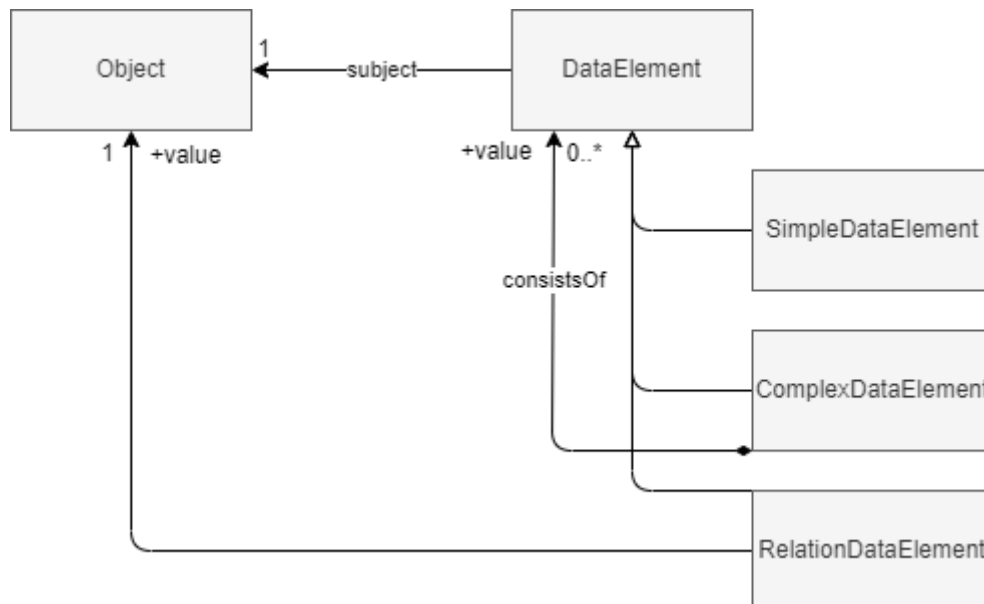 Object
1
subject
DataElement
1
+value
+value
0..*
SimpleDataElement
consistsOf
ComplexDataElement
RelationDataElement